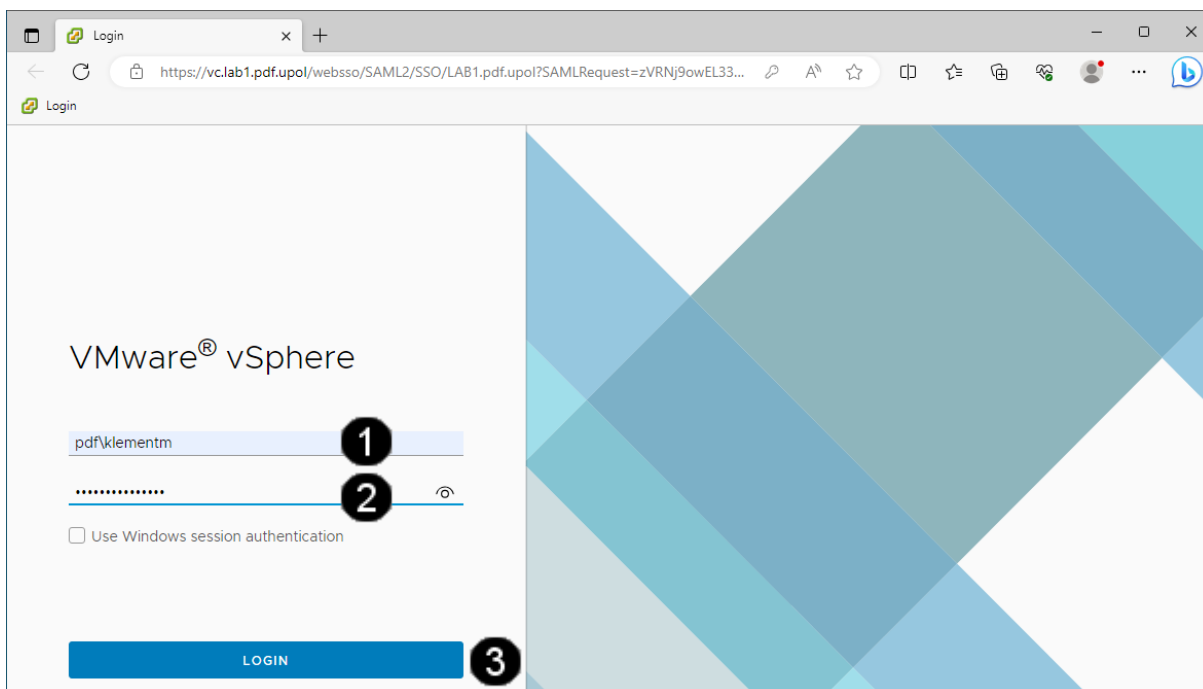 Login
https://vc.lab1.pdf.upol/websso/SAML2/SSO/LAB1.pdf.upol?SAMLRequest=zVRNj9owEL33...
Login
VMware® vSphere
pdf\klementm
1
••••••••••••••• 
2
Use Windows session authentication
LOGIN
3